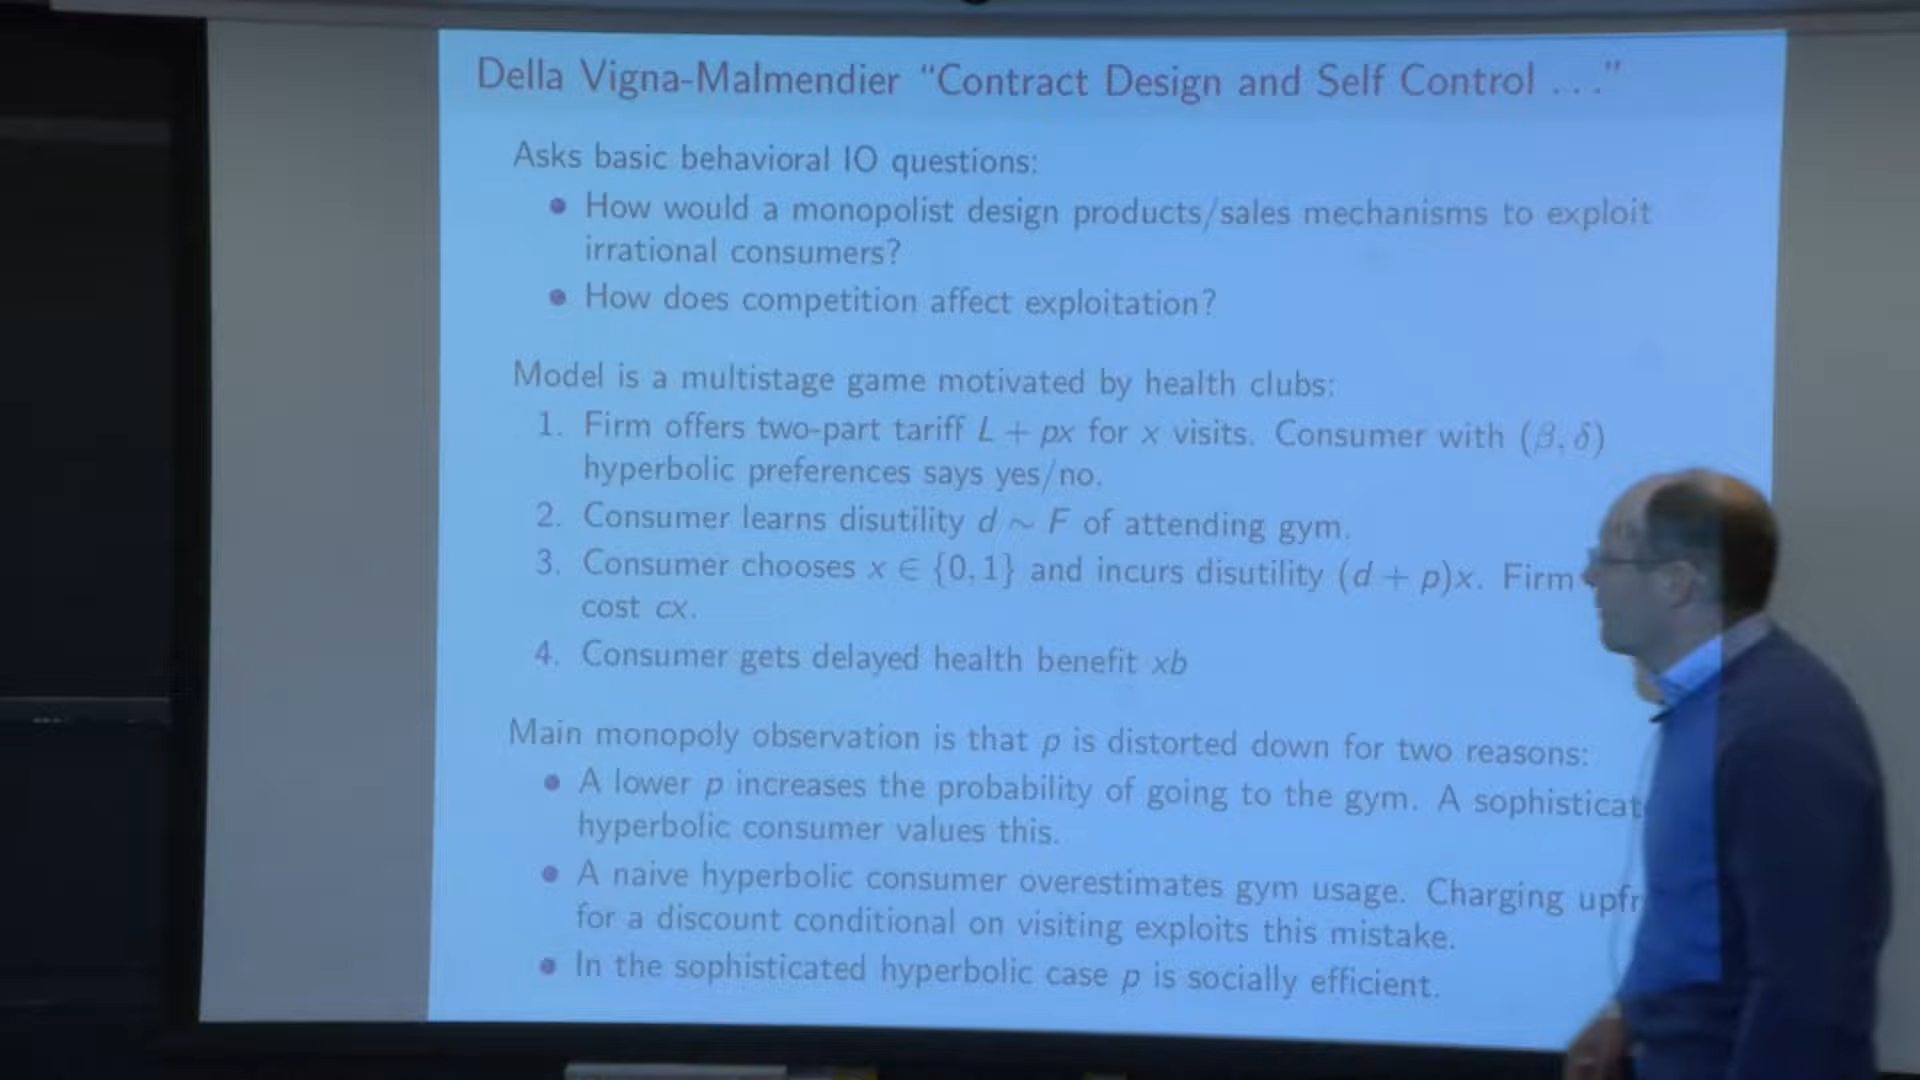 Della Vigna-Malmendier “Contract Design and Self Control ...”
Asks basic behavioral IO questions:
• How would a monopolist design products/sales mechanisms to exploit
irrational consumers?
• How does competition affect exploitation?
Model is a multistage game motivated by health clubs:
1. Firm offers two-part tariff L + px for x visits. Consumer with (β, δ)
hyperbolic preferences says yes/no.
2. Consumer learns disutility d ~ F of attending gym.
3. Consumer chooses x ∈ {0, 1} and incurs disutility (d + p)x. Firm
cost cx.
4. Consumer gets delayed health benefit xb
Main monopoly observation is that p is distorted down for two reasons:
• A lower p increases the probability of going to the gym. A
hyperbolic consumer values this.
• A naive hyperbolic consumer overestimates gym usage. Charging
for a discount conditional on visiting exploits this mistake.
• In the sophisticated hyperbolic case p is socially efficient.